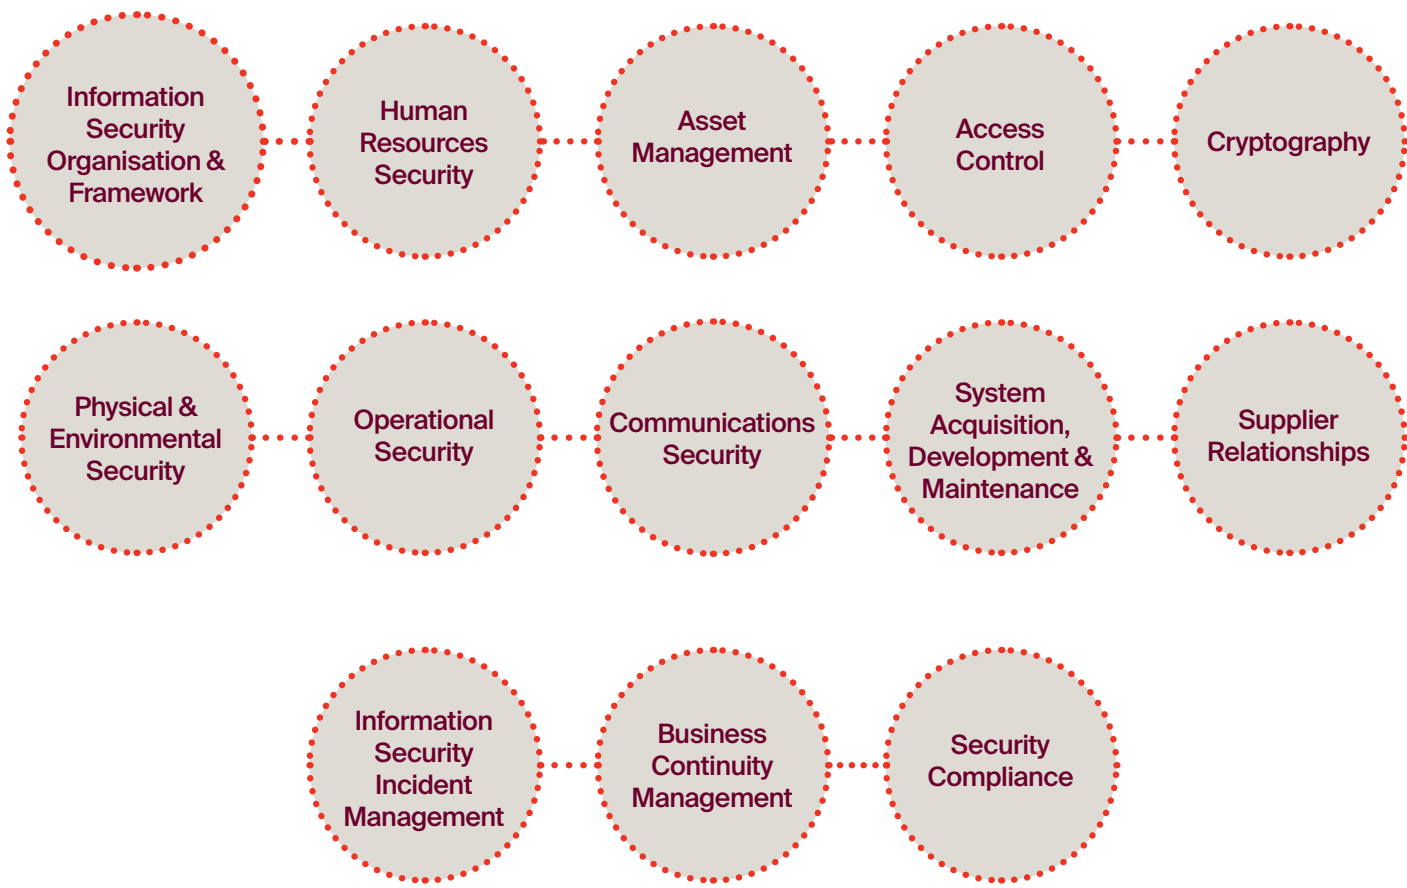 Information
Security
Organisation &
Framework
Human
Resources
Security
Asset
Management
Access
Control
Cryptography
Physical &
Environmental
Security
Operational
Security
Communications
Security
System
Acquisition,
Development &
Maintenance
Supplier
Relationships
Information
Security
Incident
Management
Business
Continuity
Management
Security
Compliance